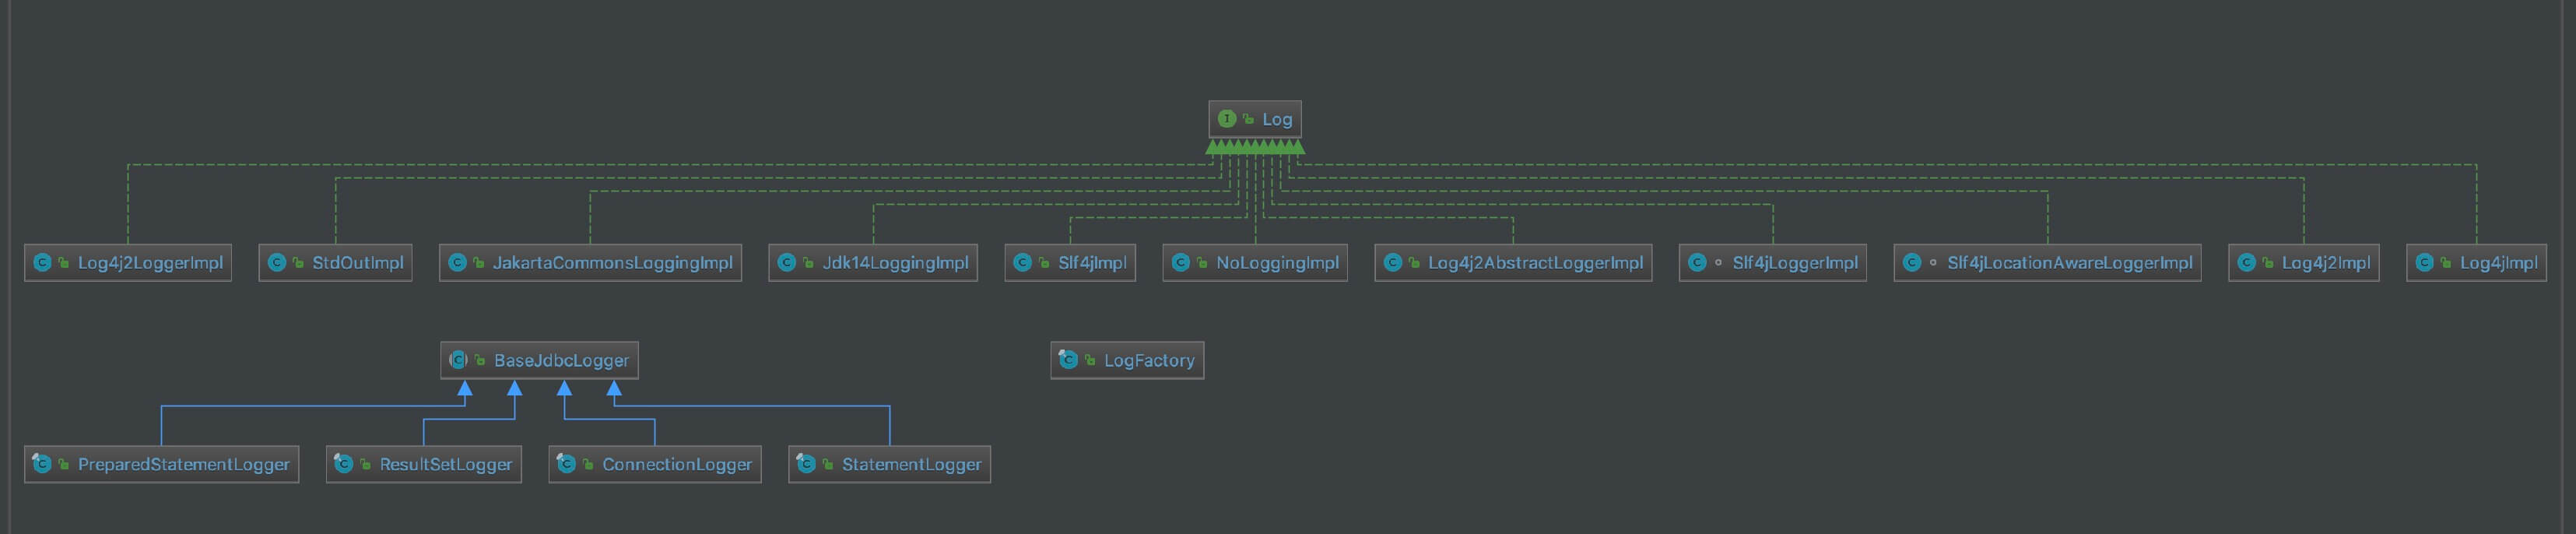 Log
Log4j2LoggerImpl StdOutImpl JakartaCommonsLoggingImpl Jdk14LoggingImpl Slf4jImpl NoLoggingImpl Log4j2AbstractLoggerImpl Slf4jLoggerImpl Slf4jLocationAwareLoggerImpl Log4j2Impl Log4jImpl
BaseJdbcLogger LogFactory
PreparedStatementLogger ResultSetLogger ConnectionLogger StatementLogger